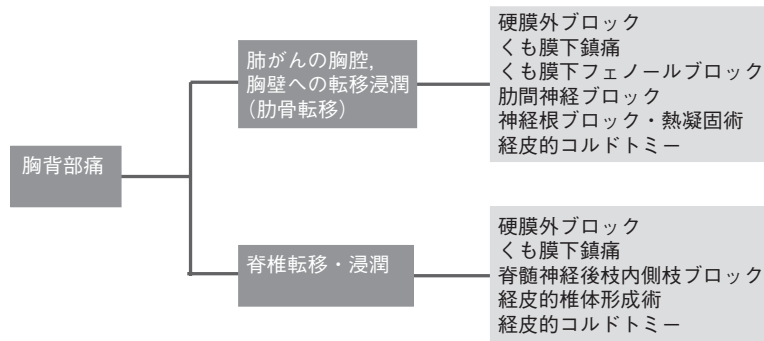 胸背部痛
肺がんの胸腔,
胸壁への転移浸潤
(肋骨転移)
硬膜外ブロック
くも膜下鎮痛
くも膜下フェノールブロック
肋間神経ブロック
神経根ブロック・熱凝固術
経皮的コルドトミー
脊椎転移・浸潤
硬膜外ブロック
くも膜下鎮痛
脊髄神経後枝内側枝ブロック
経皮的椎体形成術
経皮的コルドトミー